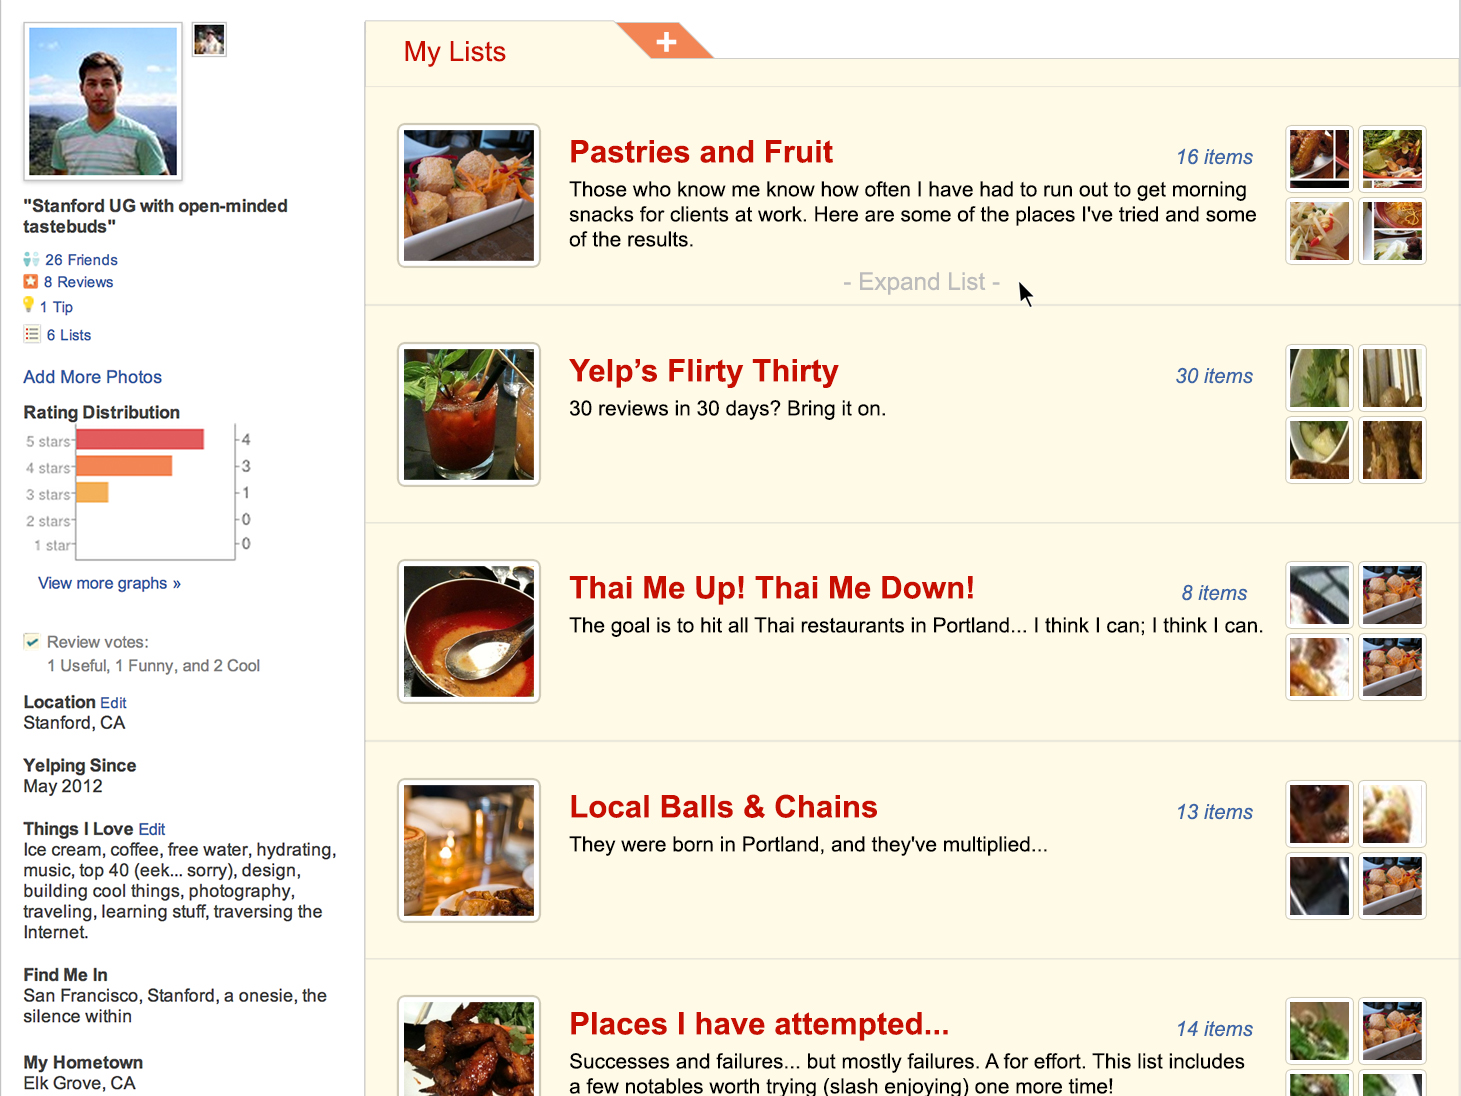 "Stanford UG with open-minded
tastebuds"
26 Friends
8 Reviews
1 Tip
6 Lists
Add More Photos
Rating Distribution
5 stars 4
4 stars 3
3 stars 1
2 stars 0
1 star 0
View more graphs »
Review votes:
1 Useful, 1 Funny, and 2 Cool
Location Edit
Stanford, CA
Yelping Since
May 2012
Things I Love Edit
Ice cream, coffee, free water, hydrating,
music, top 40 (eek... sorry), design,
building cool things, photography,
traveling, learning stuff, traversing the
Internet.
Find Me In
San Francisco, Stanford, a onesie, the
silence within
My Hometown
Elk Grove, CA
My Lists
+
Pastries and Fruit
16 items
Those who know me know how often I have had to run out to get morning
snacks for clients at work. Here are some of the places I've tried and some
of the results.
- Expand List -
Yelp’s Flirty Thirty
30 items
30 reviews in 30 days? Bring it on.
Thai Me Up! Thai Me Down!
8 items
The goal is to hit all Thai restaurants in Portland... I think I can; I think I can.
Local Balls & Chains
13 items
They were born in Portland, and they've multiplied...
Places I have attempted...
14 items
Successes and failures... but mostly failures. A for effort. This list includes
a few notables worth trying (slash enjoying) one more time!